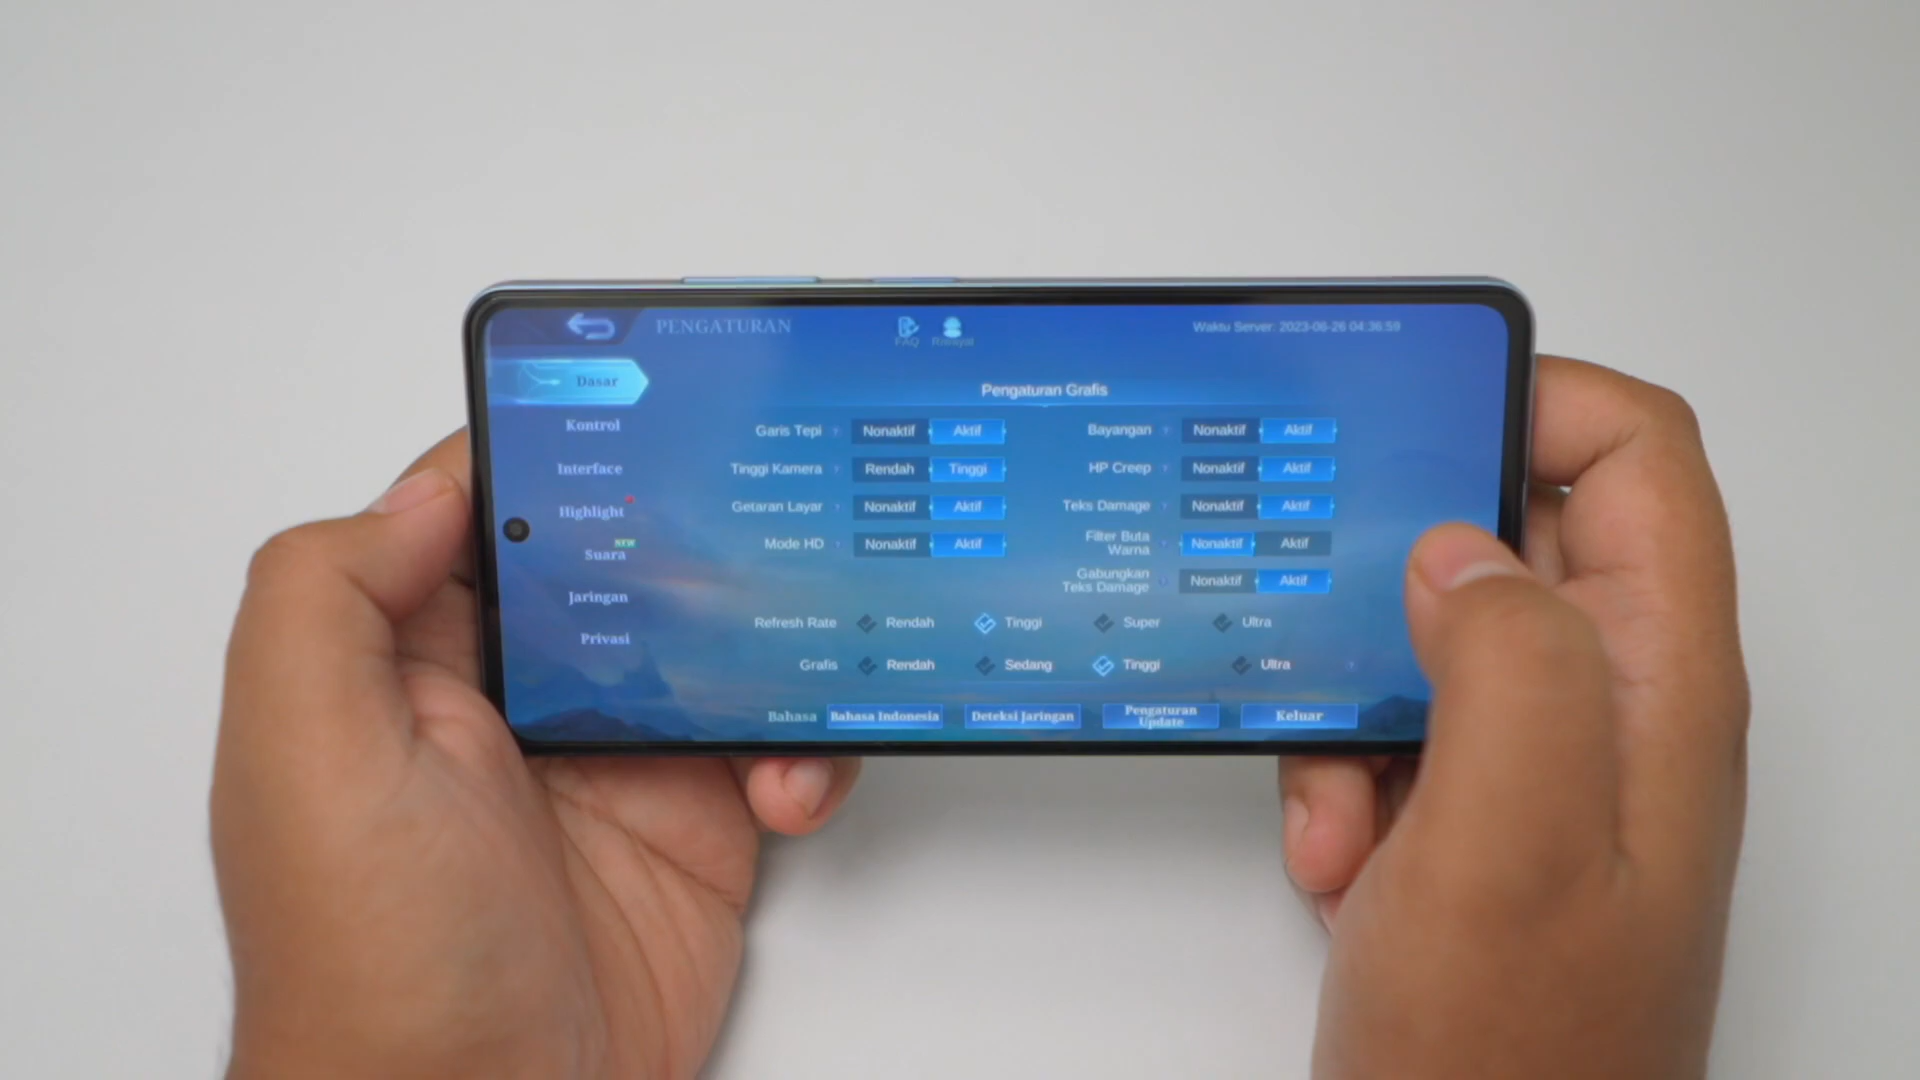 PENGATURAN
FAQ
Riwayat
Waktu Server: 2023-06-26 04:36:59
Dasar
Kontrol
Interface
Highlight
NEW
Suara
Jaringan
Privasi
Pengaturan Grafis
Garis Tepi ? Nonaktif Aktif
Bayangan ? Nonaktif Aktif
Tinggi Kamera ? Rendah Tinggi
HP Creep ? Nonaktif Aktif
Getaran Layar ? Nonaktif Aktif
Teks Damage ? Nonaktif Aktif
Mode HD ? Nonaktif Aktif
Filter Buta
Warna ? Nonaktif Aktif
Gabungkan
Teks Damage ? Nonaktif Aktif
Refresh Rate Rendah Tinggi Super Ultra
Grafis Rendah Sedang Tinggi Ultra ?
Bahasa Bahasa Indonesia
Deteksi Jaringan
Pengaturan
Update
Keluar